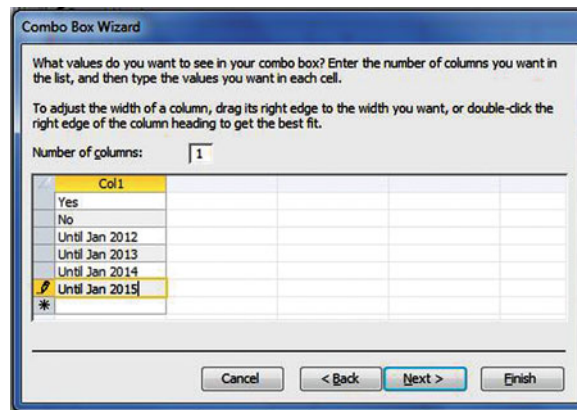 Combo Box Wizard
What values do you want to see in your combo box? Enter the number of columns you want in
the list, and then type the values you want in each cell.
To adjust the width of a column, drag its right edge to the width you want, or double-click the
right edge of the column heading to get the best fit.
Number of columns: 1
Col1
Yes
No
Until Jan 2012
Until Jan 2013
Until Jan 2014
Until Jan 2015
Cancel < Back Next > Finish